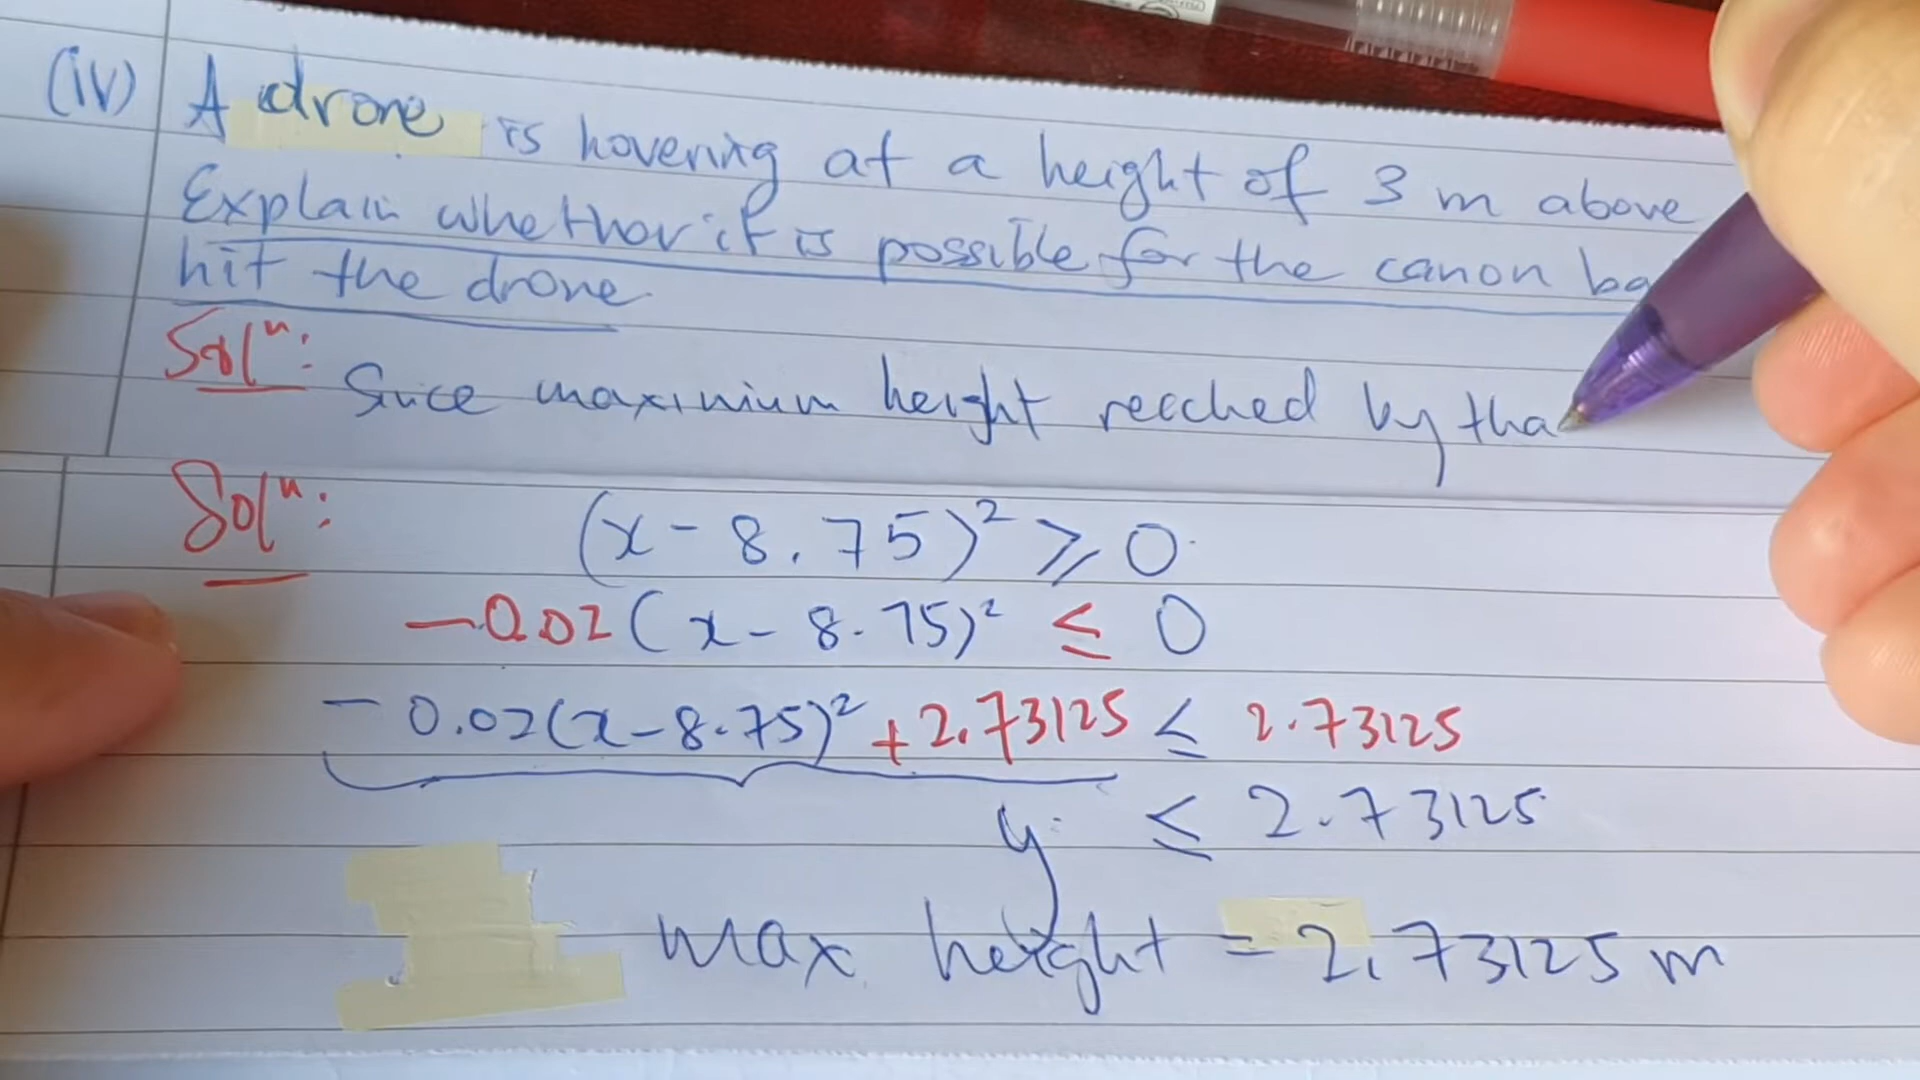 (iv) A drone is hovering at a height of 3 m above
Explain whether it is possible for the canon ba
hit the drone.
Solⁿ: Since maximium height reached by tha
Solⁿ: (x - 8.75)² ⩾ 0
-0.02(x - 8.75)² ≤ 0
-0.02(x-8.75)² + 2.73125 ≤ 2.73125
y ≤ 2.73125
max height = 2.73125 m